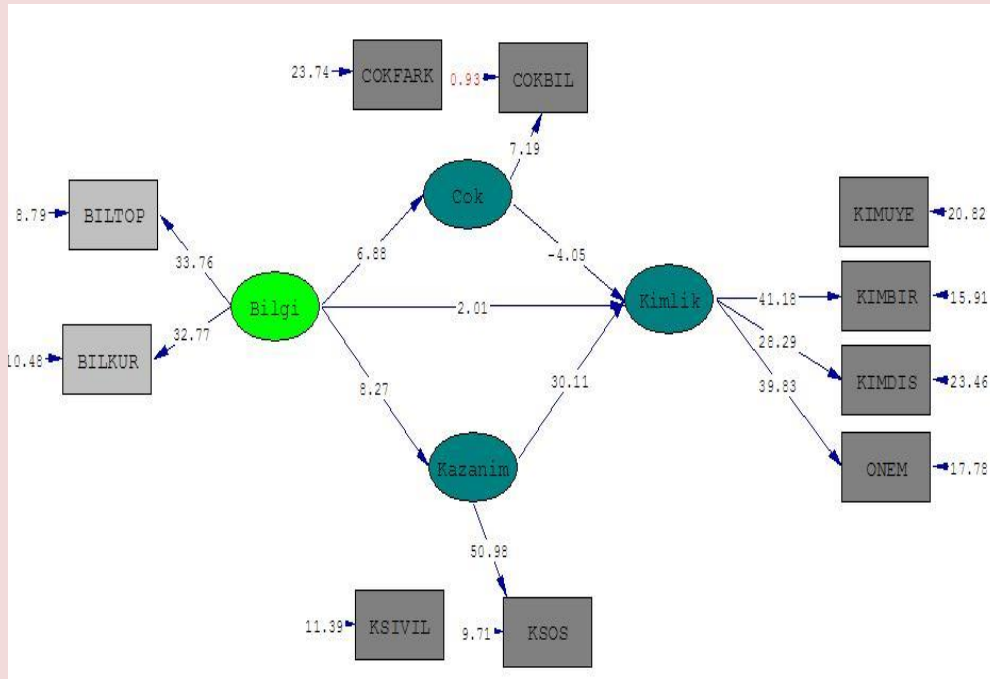 23.74
COKFARK
0.93
COKBIL
7.19
Cok
8.79
BILTOP
33.76
6.88
-4.05
KIMUYE
20.82
Bilgi
-2.01
Kimlik
41.18
KIMBIR
15.91
10.48
BILKUR
32.77
28.29
8.27
30.11
39.83
KIMDIS
23.46
Kazanim
ONEM
17.78
50.98
11.39
KSIVIL
9.71
KSOS